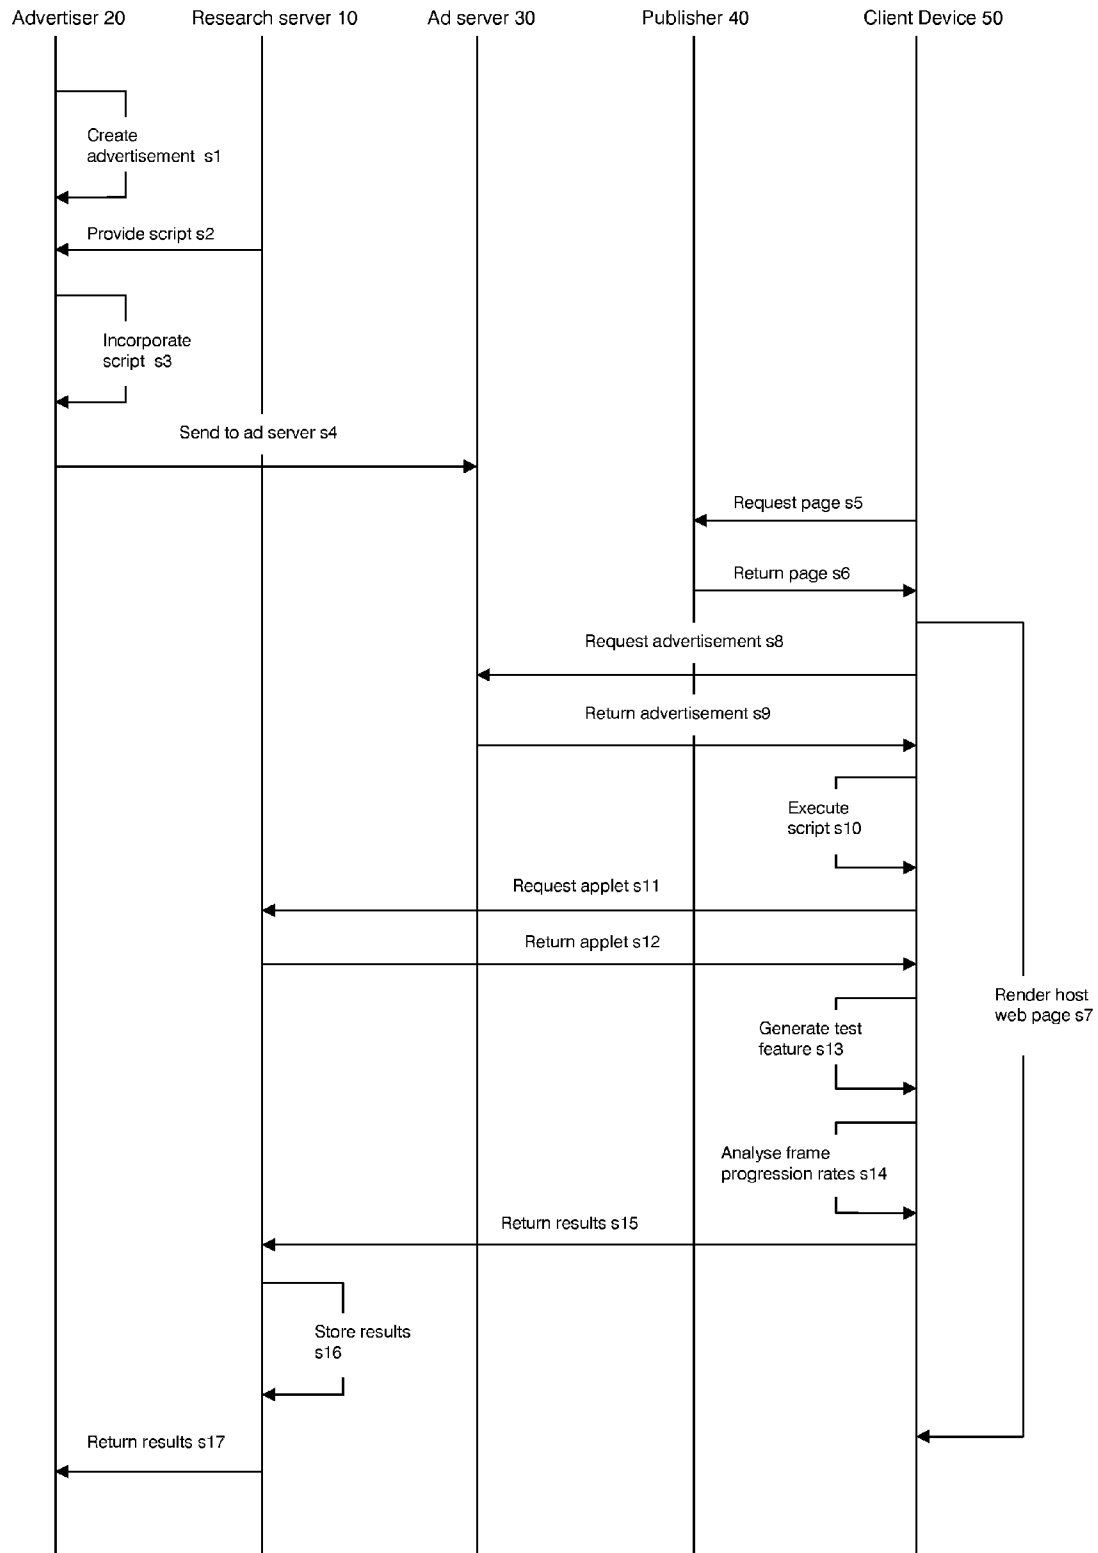 Advertiser 20
Research server 10
Ad server 30
Publisher 40
Client Device 50
Create
advertisement  s1
Provide script s2
Incorporate
script  s3
Send to ad server s4
Request page s5
Return page s6
Request advertisement s8
Return advertisement s9
Execute
script s10
Request applet s11
Return applet s12
Render host
web page s7
Generate test
feature s13
Analyse frame
progression rates s14
Return results s15
Store results
s16
Return results s17